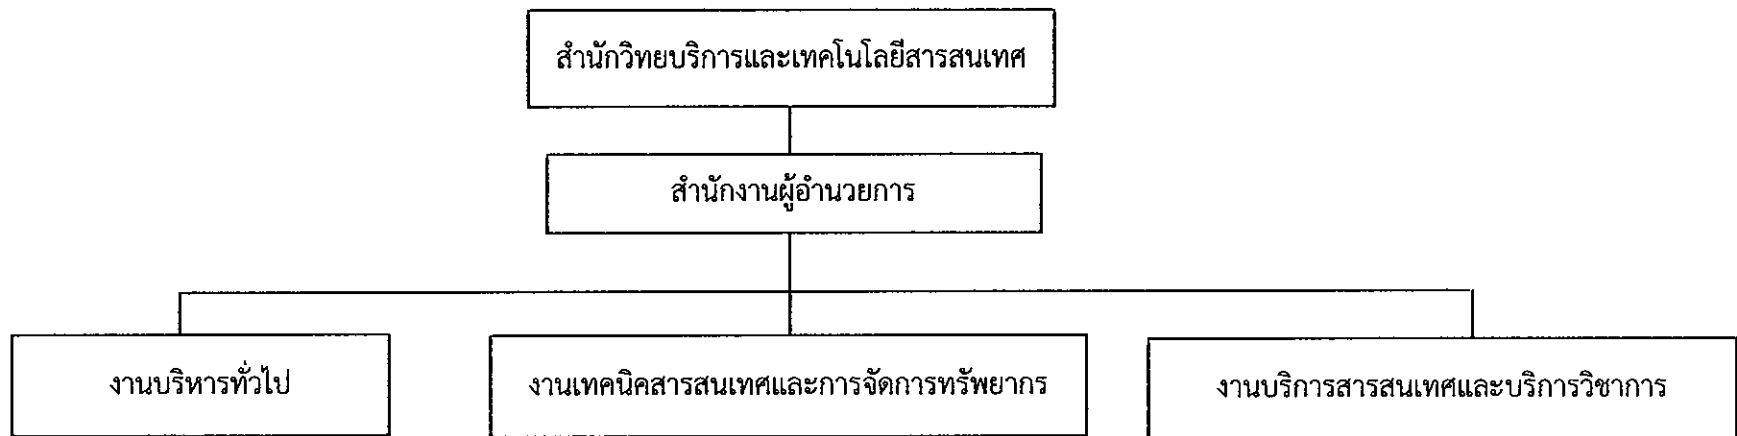 สำนักวิทยบริการและเทคโนโลยีสารสนเทศ
สำนักงานผู้อำนวยการ
งานบริหารทั่วไป
งานเทคนิคสารสนเทศและการจัดการทรัพยากร
งานบริการสารสนเทศและบริการวิชาการ